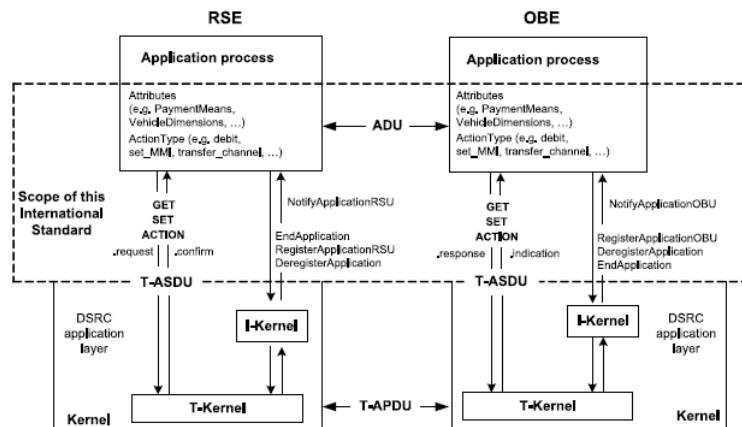 RSE
OBE
Application process
Application process
Attributes
(e.g. PaymentMeans,
VehicleDimensions, ...)
ActionType (e.g. debit,
set_MMI, transfer_channel, ...)
ADU
Attributes
(e.g. PaymentMeans,
VehicleDimensions, ...)
ActionType (e.g. debit,
set_MMI, transfer_channel, ...)
Scope of this
International
Standard
GET
SET
ACTION
.request
.confirm
NotifyApplicationRSU
EndApplication
RegisterApplicationRSU
DeregisterApplication
GET
SET
ACTION
.response
.indication
NotifyApplicationOBU
RegisterApplicationOBU
DeregisterApplication
EndApplication
T-ASDU
T-ASDU
DSRC
application
layer
I-Kernel
I-Kernel
DSRC
application
layer
T-Kernel
T-APDU
T-Kernel
Kernel
Kernel